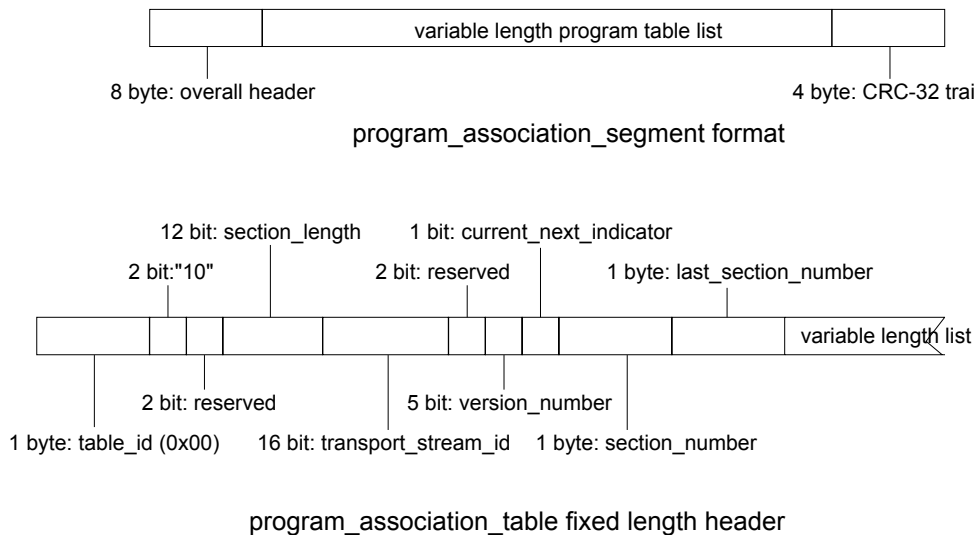 variable length program table list
8 byte: overall header
4 byte: CRC-32 trai
program_association_segment format
12 bit: section_length
1 bit: current_next_indicator
2 bit:"10"
2 bit: reserved
1 byte: last_section_number
variable length list
2 bit: reserved
5 bit: version_number
1 byte: table_id (0x00)
16 bit: transport_stream_id
1 byte: section_number
program_association_table fixed length header